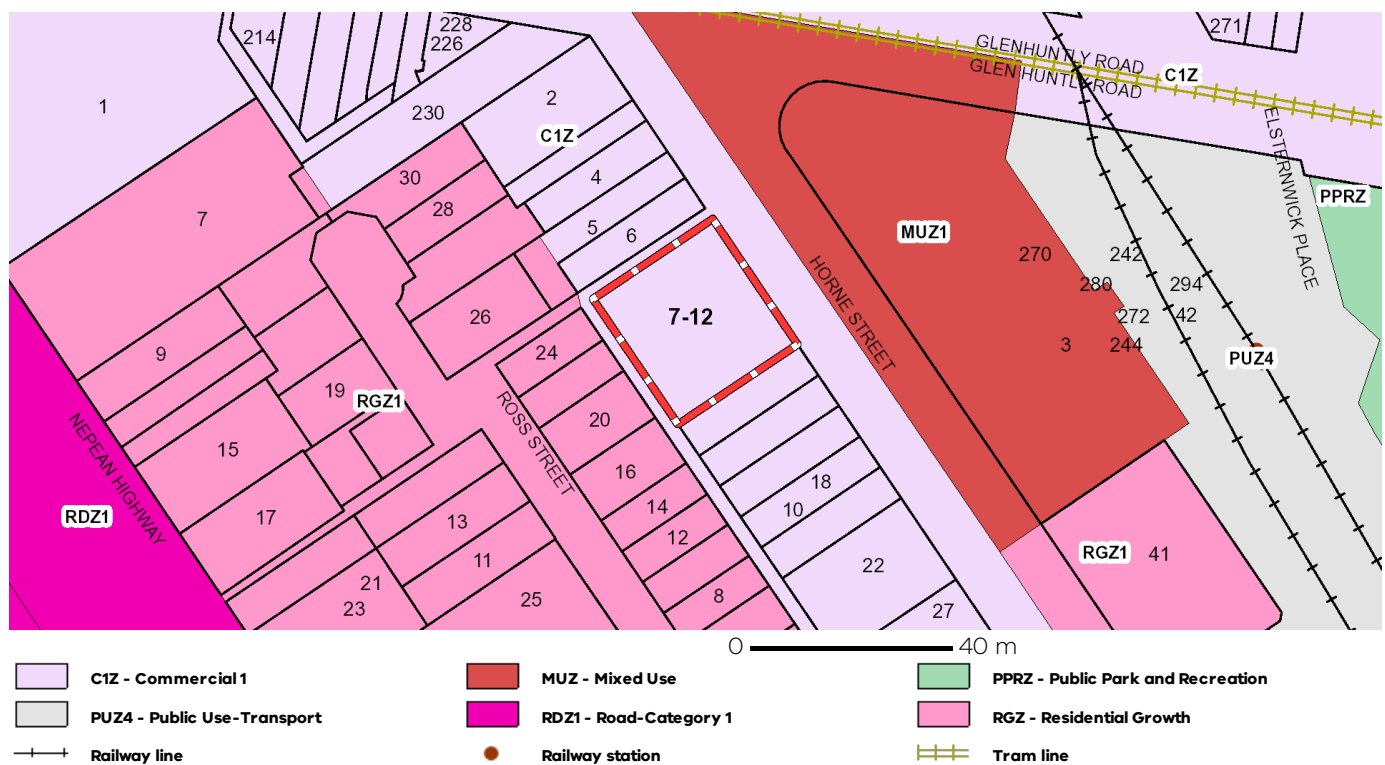 228
226
214
271
GLENHUNTLY ROAD
GLEN HUNTLY ROAD
C1Z
1
2
230
C1Z
ELSTERNWICK PLACE
30
4
PPRZ
7
28
5
6
MUZ1
270
242
HORNE STREET
280
294
26
7-12
272
42
9
24
3
244
PUZ4
19
RGZ1
ROSS STREET
20
NEPEAN HIGHWAY
15
16
18
14
10
RDZ1
17
13
12
RGZ1
41
11
22
21
23
25
8
27
0
40 m
C1Z - Commercial 1
MUZ - Mixed Use
PPRZ - Public Park and Recreation
PUZ4 - Public Use-Transport
RDZ1 - Road-Category 1
RGZ - Residential Growth
Railway line
Railway station
Tram line